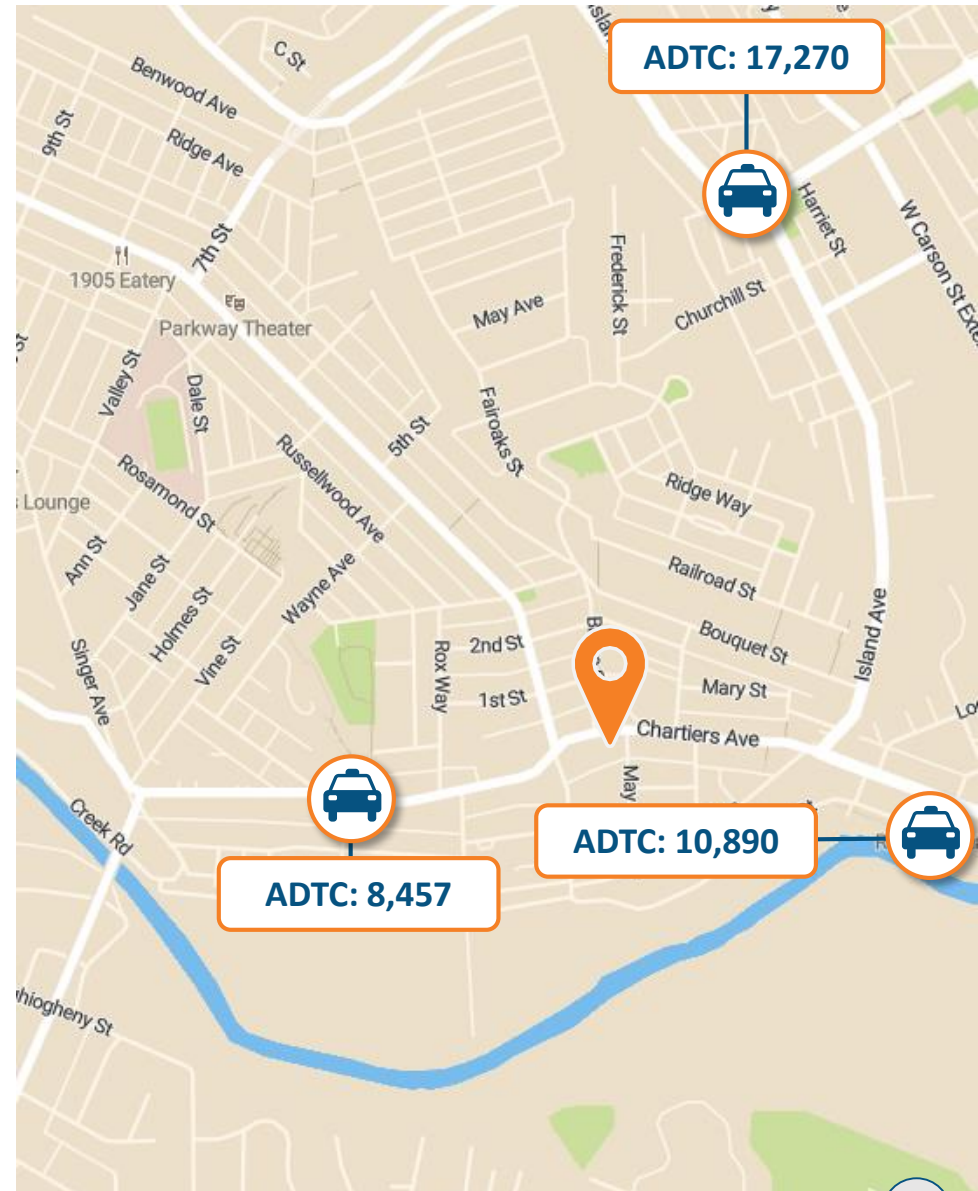 C St
ADTC: 17,270
Benwood Ave
9th St
Ridge Ave
Harriet St
W Carson St Exte
7th St
1905 Eatery
Frederick St
May Ave
Churchill St
Parkway Theater
Valley St
Dale St
Fairoaks St
5th St
Russellwood Ave
Rosamond St
Lounge
Ridge Way
Ann St
Jane St
Wayne Ave
Railroad St
Holmes St
Island Ave
Vine St
2nd St
Bouquet St
Singer Ave
Rox Way
1st St
Mary St
Chartiers Ave
May
Creek Rd
ADTC: 10,890
ADTC: 8,457
hiogheny St